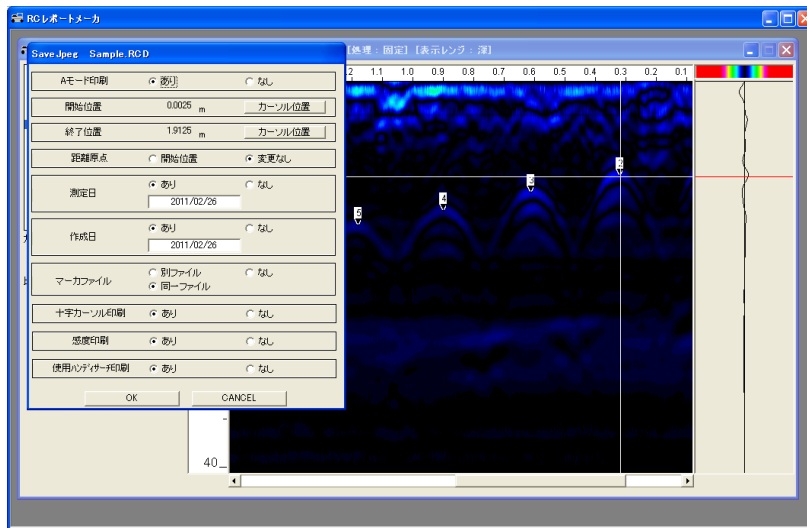 RCレポートメーカ
SaveJpeg Sample.RCD
[処理：固定] [表示レンジ：深]
Aモード印刷 あり なし
開始位置 0.0025 m カーソル位置
終了位置 1.9125 m カーソル位置
距離原点 開始位置 変更なし
測定日 あり なし
2011/02/26
作成日 あり なし
2011/02/26
マーカファイル 別ファイル なし
同一ファイル
十字カーソル印刷 あり なし
感度印刷 あり なし
使用ハンディサーチ印刷 あり なし
OK CANCEL
1.1 1.0 0.9 0.8 0.7 0.6 0.5 0.4 0.3 0.2 0.1
2
3
4
5
40